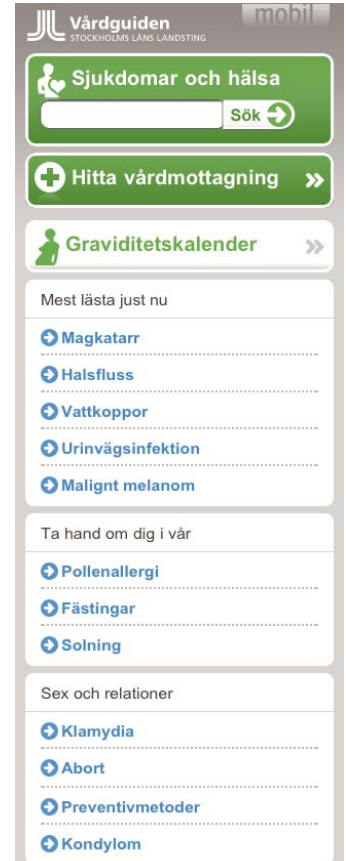 Vårdguiden
STOCKHOLMS LÄNS LANDSTING
mobil
Sjukdomar och hälsa
Sök
Hitta vårdmottagning
Graviditetskalender
Mest lästa just nu
Magkatarr
Halsfluss
Vattkoppor
Urinvägsinfektion
Malignt melanom
Ta hand om dig i vår
Pollenallergi
Fästingar
Solning
Sex och relationer
Klamydia
Abort
Preventivmetoder
Kondylom